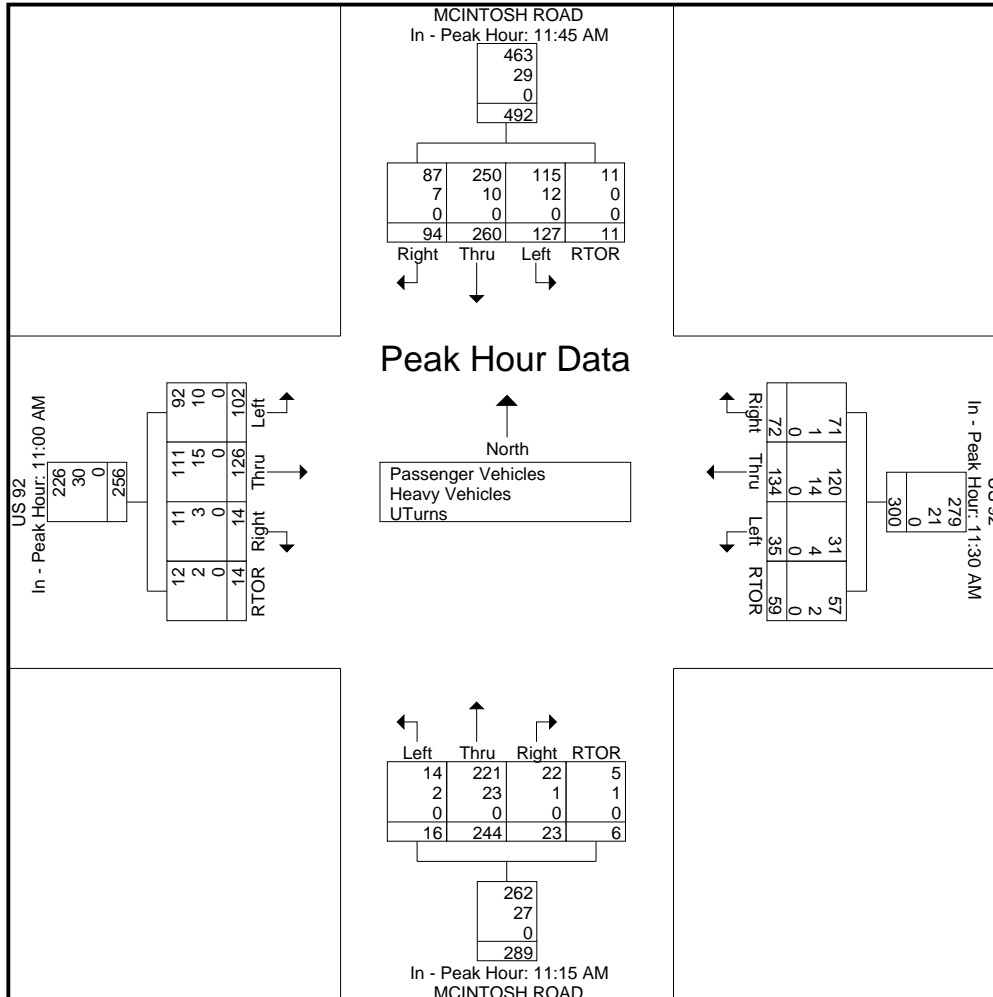 MCINTOSH ROAD
In - Peak Hour: 11:45 AM
463
29
0
492
87 250 115 11
7 10 12 0
0 0 0 0
94 260 127 11
Right Thru Left RTOR
Peak Hour Data
North
Passenger Vehicles
Heavy Vehicles
UTurns
US 92
In - Peak Hour: 11:00 AM
226
30
0
256
92 10 0 102 Left
111 15 0 126 Thru
11 3 0 14 Right
12 2 0 14 RTOR
Right 72 0 1 71
Thru 134 0 14 120
Left 35 0 4 31
RTOR 59 0 2 57
279
21
0
300
In - Peak Hour: 11:30 AM
US 92
Left Thru Right RTOR
14 221 22 5
2 23 1 1
0 0 0 0
16 244 23 6
262
27
0
289
In - Peak Hour: 11:15 AM
MCINTOSH ROAD